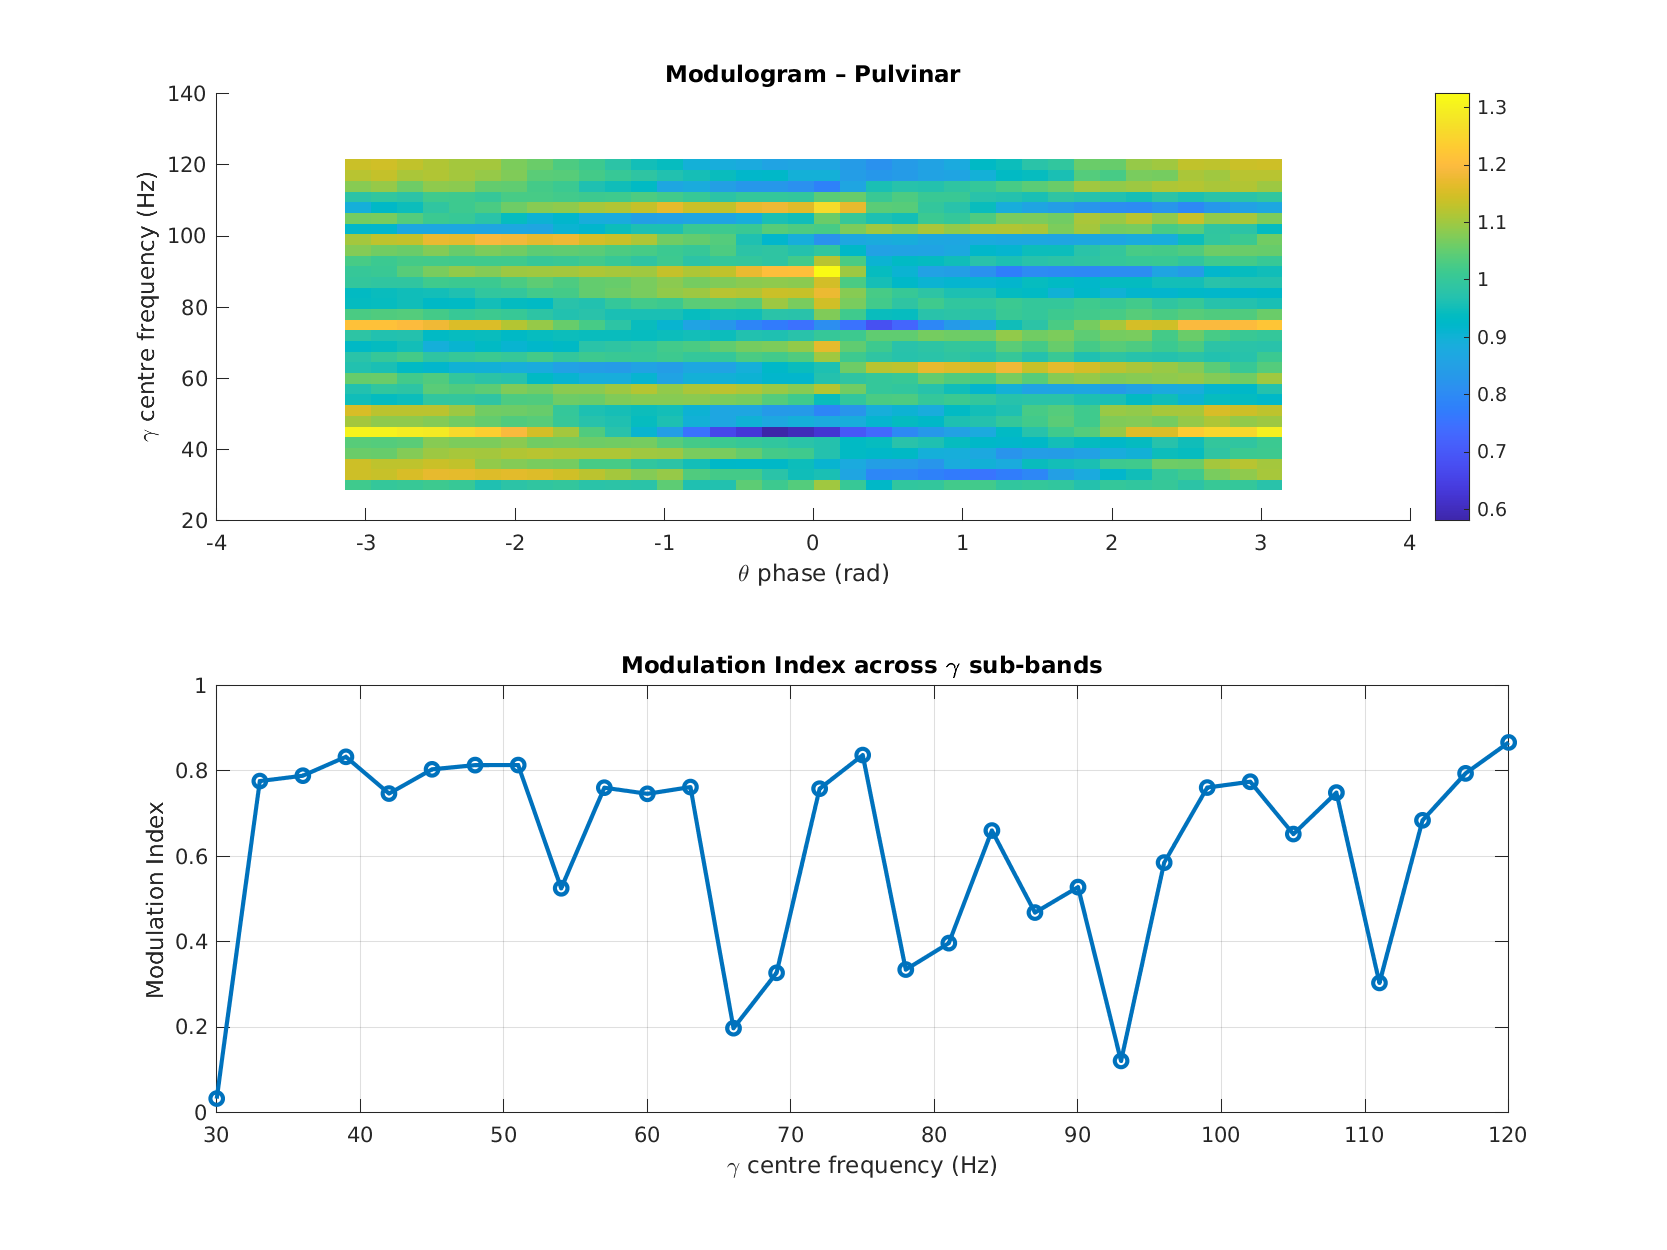 Modulogram – Pulvinar
140
120
100
80
60
40
20
γ centre frequency (Hz)
-4 -3 -2 -1 0 1 2 3 4
θ phase (rad)
1.3
1.2
1.1
1
0.9
0.8
0.7
0.6
Modulation Index across γ sub-bands
1
0.8
0.6
0.4
0.2
0
Modulation Index
30 40 50 60 70 80 90 100 110 120
γ centre frequency (Hz)